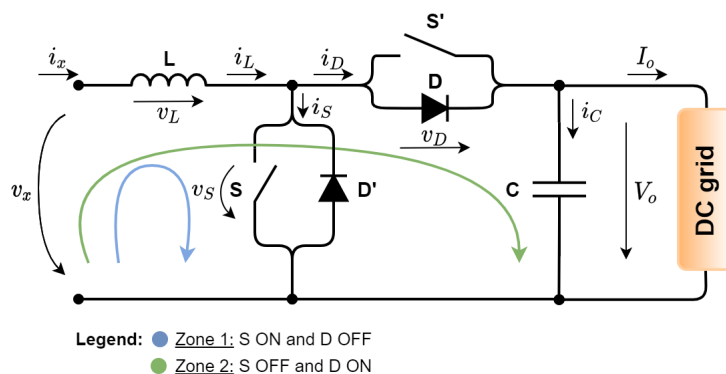 S'
i_x
L
i_L
i_D
I_o
D
v_L
i_S
i_C
v_D
v_x
v_S
S
D'
C
V_o
DC grid
Legend: Zone 1: S ON and D OFF
Zone 2: S OFF and D ON